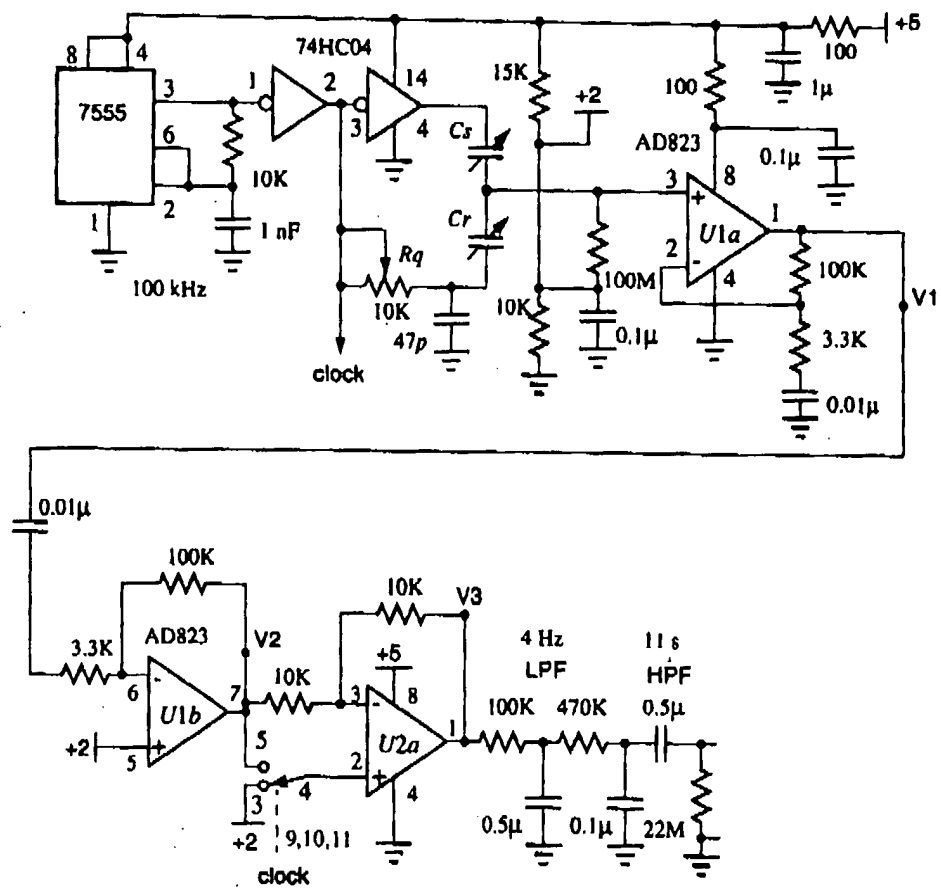 +5
100
1µ
8
4
74HC04
7555
3
6
2
1
10K
1 nF
100 kHz
1
2
3
14
4
Cs
Cr
Rq
10K
47p
clock
15K
+2
10K
100M
0.1µ
100
AD823
0.1µ
3
8
+
U1a
1
2
-
4
100K
V1
3.3K
0.01µ
0.01µ
100K
3.3K
AD823
V2
6
-
7
U1b
+2
+
5
10K
10K
V3
+5
8
3
-
U2a
1
2
+
4
5
4
3
+2
9,10,11
clock
4 Hz
LPF
11 s
HPF
100K
470K
0.5µ
0.5µ
0.1µ
22M